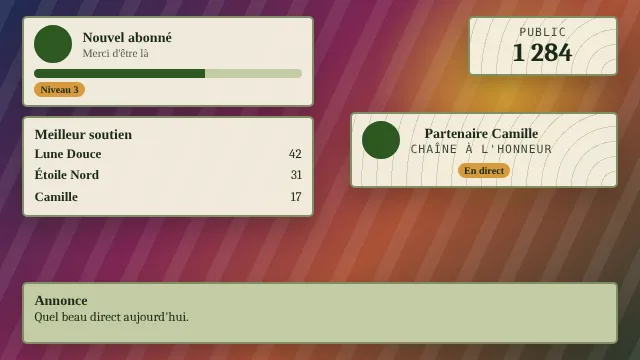 Nouvel abonné
Merci d'être là
Niveau 3
PUBLIC
1 284
Meilleur soutien
Lune Douce 42
Étoile Nord 31
Camille 17
Partenaire Camille
CHAÎNE À L'HONNEUR
En direct
Annonce
Quel beau direct aujourd'hui.